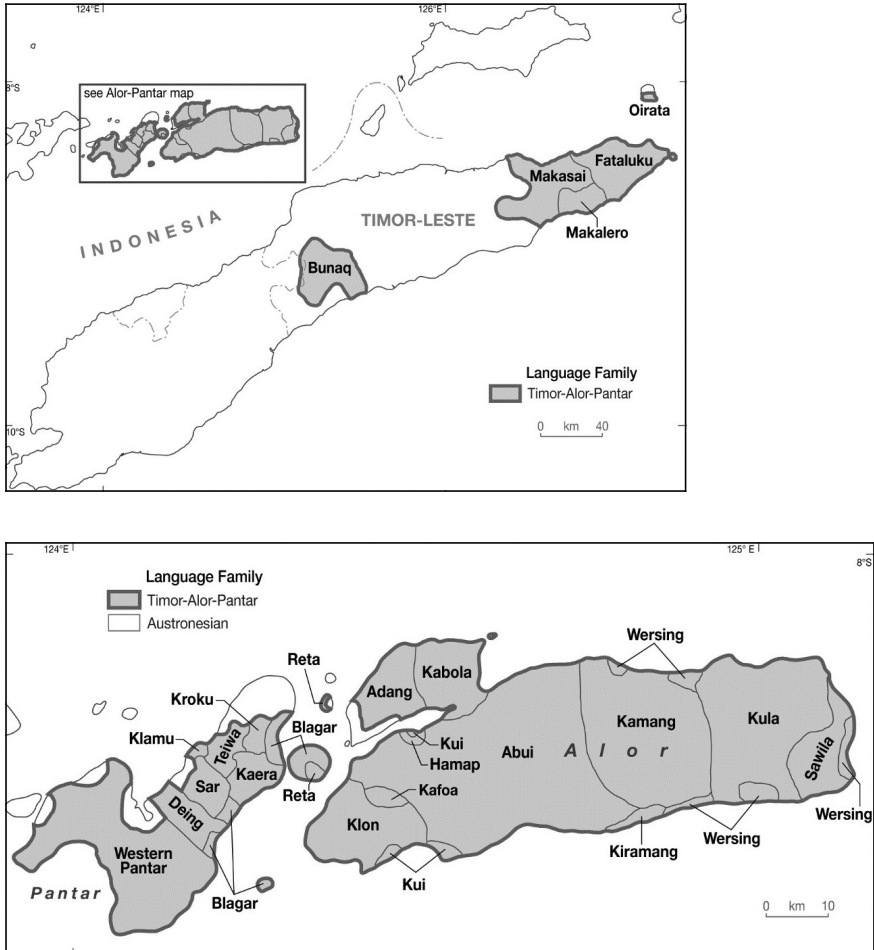 124°E
126°E
8°S
see Alor-Pantar map
Oirata
Fataluku
Makasai
Makalero
TIMOR-LESTE
INDONESIA
Bunaq
Language Family
Timor-Alor-Pantar
0 km 40
10°S
124°E
125° E
8°S
Language Family
Timor-Alor-Pantar
Austronesian
Wersing
Reta
Kabola
Adang
Kroku
Blagar
Klamu
Teiwa
Kamang
Kula
Kui
Abui
Alor
Hamap
Sawila
Kaera
Sar
Reta
Kafoa
Deing
Klon
Wersing
Wersing
Western
Pantar
Kiramang
Kui
Pantar
Blagar
0 km 10